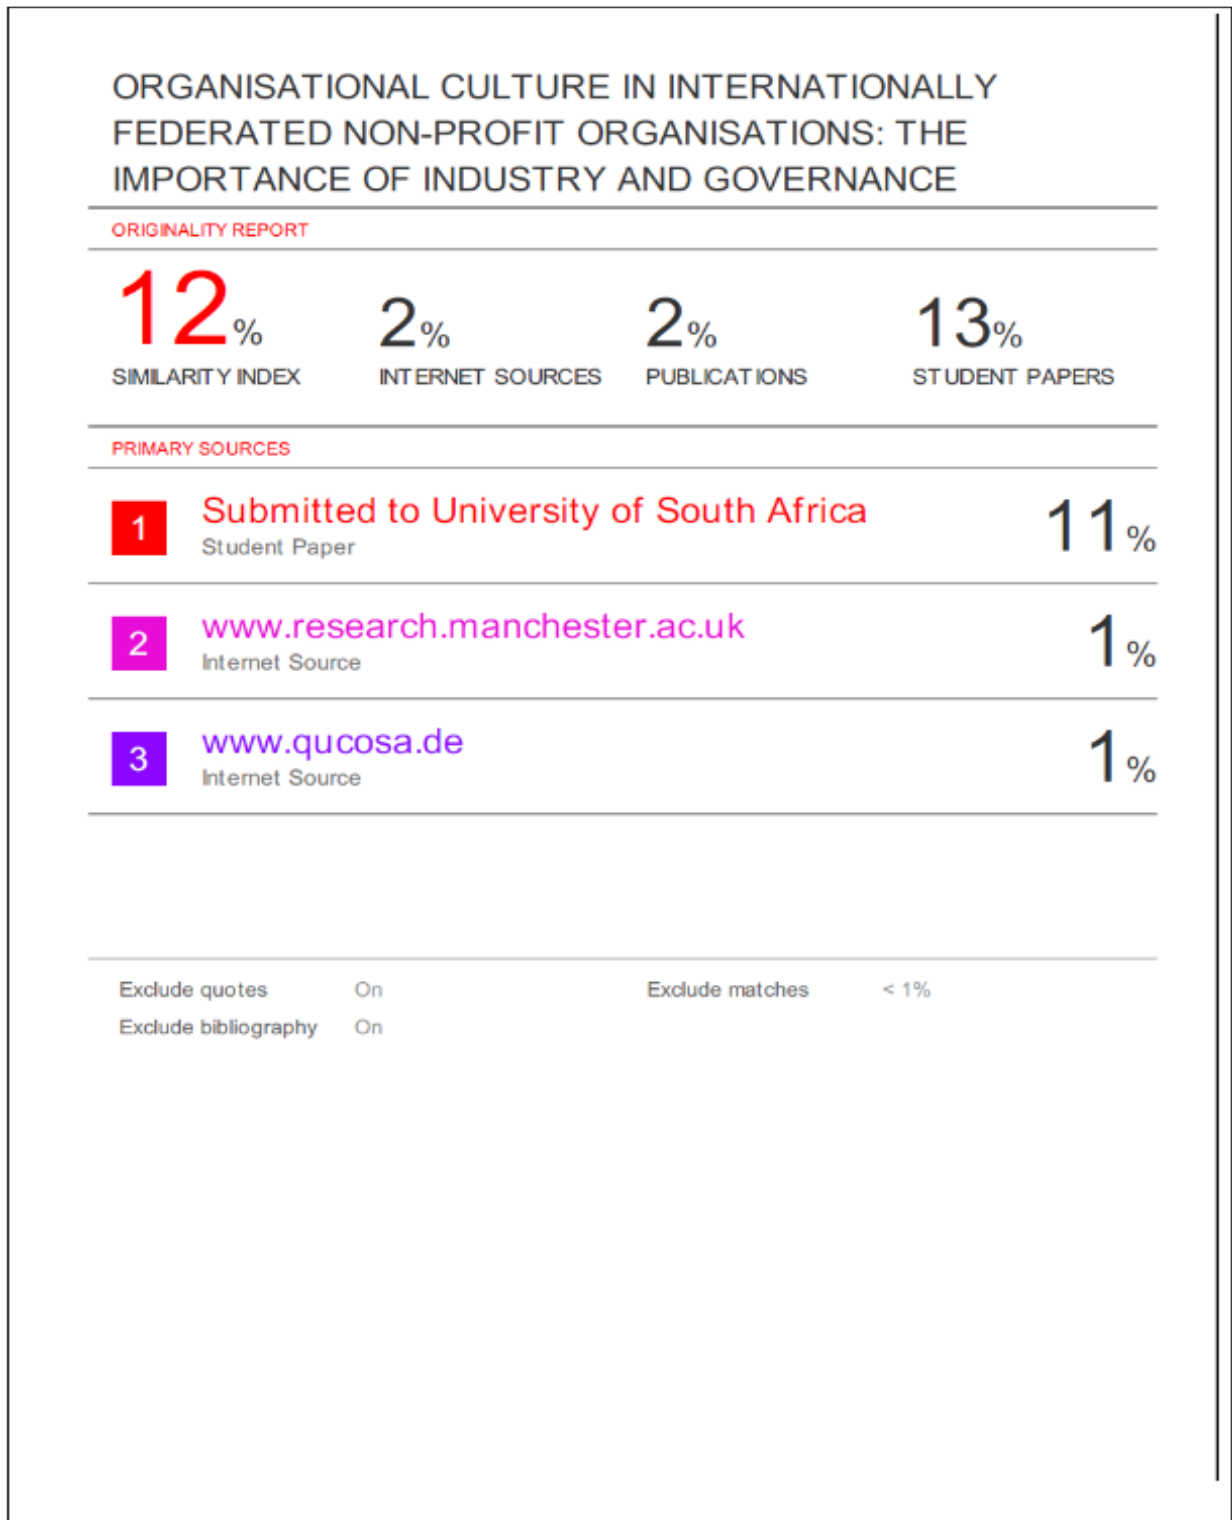 ORGANISATIONAL CULTURE IN INTERNATIONALLY
FEDERATED NON-PROFIT ORGANISATIONS: THE
IMPORTANCE OF INDUSTRY AND GOVERNANCE
ORIGINALITY REPORT
12% 2% 2% 13%
SIMILARITY INDEX INTERNET SOURCES PUBLICATIONS STUDENT PAPERS
PRIMARY SOURCES
1 Submitted to University of South Africa 11%
Student Paper
2 www.research.manchester.ac.uk 1%
Internet Source
3 www.qucosa.de 1%
Internet Source
Exclude quotes On Exclude matches < 1%
Exclude bibliography On